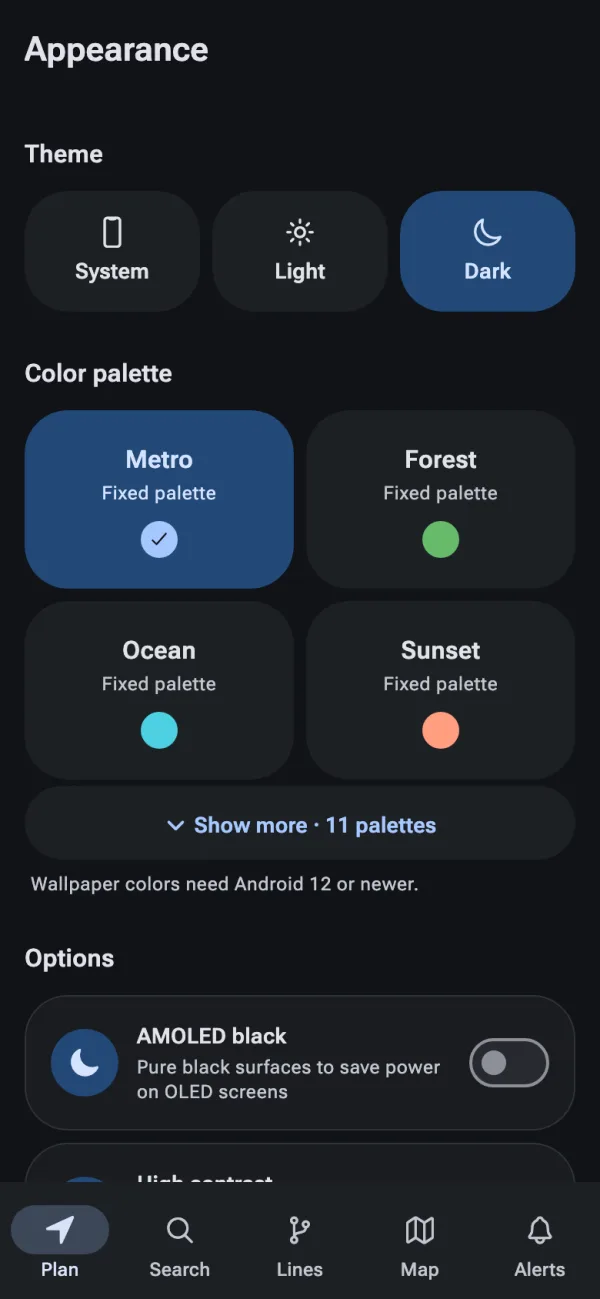 Appearance
Theme
System
Light
Dark
Color palette
Metro
Fixed palette
Forest
Fixed palette
Ocean
Fixed palette
Sunset
Fixed palette
Show more · 11 palettes
Wallpaper colors need Android 12 or newer.
Options
AMOLED black
Pure black surfaces to save power
on OLED screens
High contrast
Plan
Search
Lines
Map
Alerts